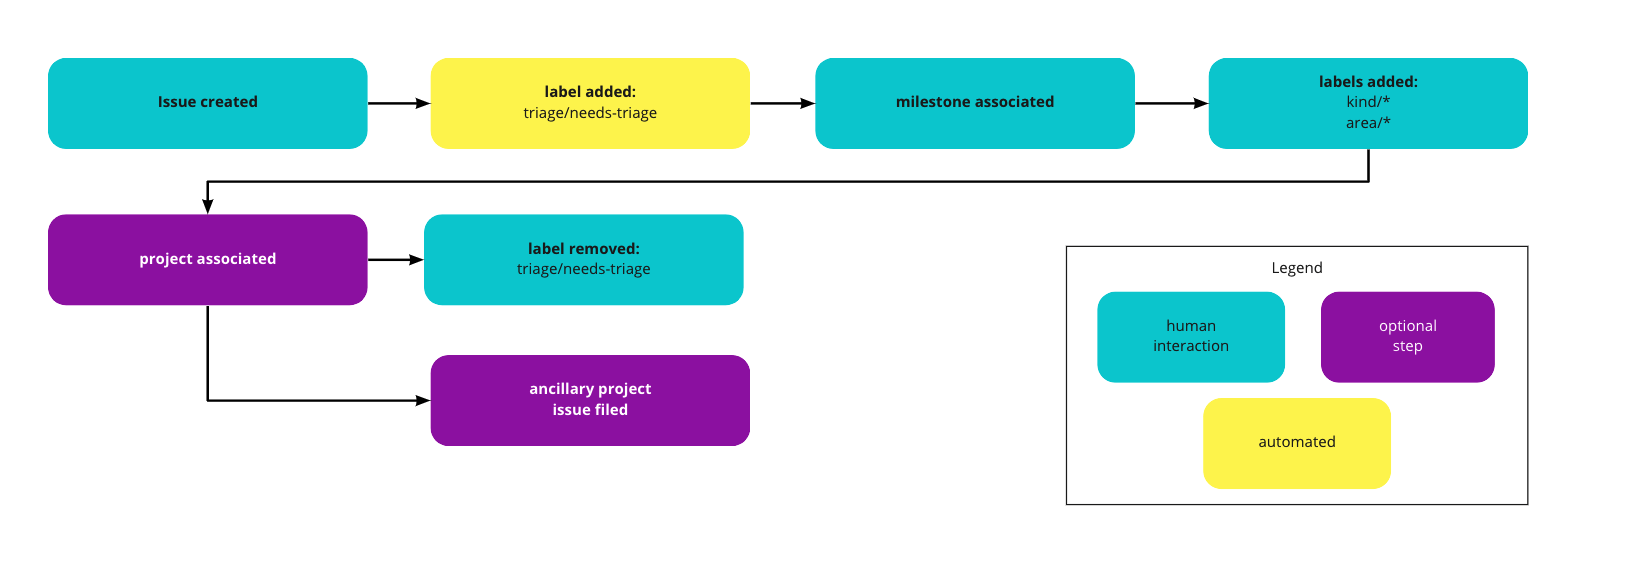 Issue created
label added:
triage/needs-triage
milestone associated
labels added:
kind/*
area/*
project associated
label removed:
triage/needs-triage
ancillary project
issue filed
Legend
human
interaction
optional
step
automated